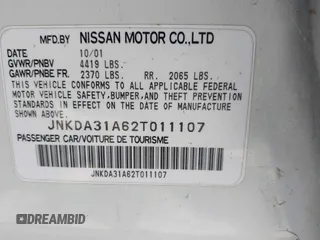 MFD.BY NISSAN MOTOR CO.,LTD
DATE 10/01
GVWR/PNBV 4419 LBS.
GAWR/PNBE FR. 2370 LBS. RR. 2065 LBS.
THIS VEHICLE CONFORMS TO ALL APPLICABLE FEDERAL
MOTOR VEHICLE SAFETY,BUMPER,AND THEFT PREVENTION
STANDARDS IN EFFECT ON THE DATE OF MANUFACTURE
SHOWN ABOVE.
JNKDA31A62T011107
PASSENGER CAR/VOITURE DE TOURISME
JNKDA31A62T011107
DREAMBID